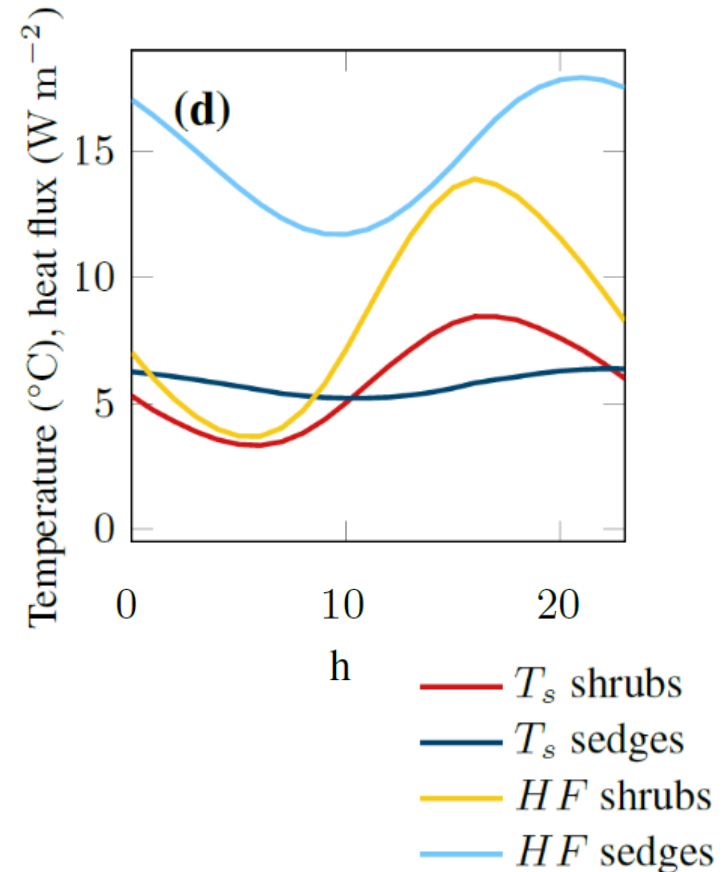 Temperature (°C), heat flux (W m⁻²)
(d)
15
10
5
0
0 10 20
h
Tₛ shrubs
Tₛ sedges
HF shrubs
HF sedges